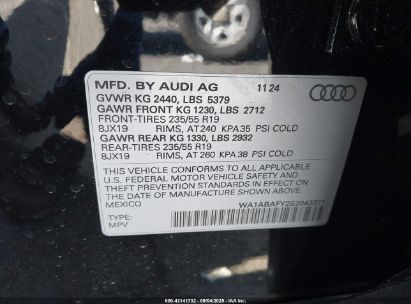 MFD. BY AUDI AG 11 24
GVWR KG 2440, LBS 5379
GAWR FRONT KG 1230, LBS 2712
FRONT-TIRES 235/55 R19
8JX19 RIMS, AT 240 KPA 35 PSI COLD
GAWR REAR KG 1330, LBS 2932
REAR-TIRES 235/55 R19
8JX19 RIMS, AT 260 KPA 38 PSI COLD
THIS VEHICLE CONFORMS TO ALL APPLICABLE
U.S. FEDERAL MOTOR VEHICLE SAFETY AND
THEFT PREVENTION STANDARDS IN EFFECT ON
THE DATE OF MANUFACTURE SHOWN ABOVE.
MEXICO
WA1ABAFY2S2043371
TYPE:
MPV